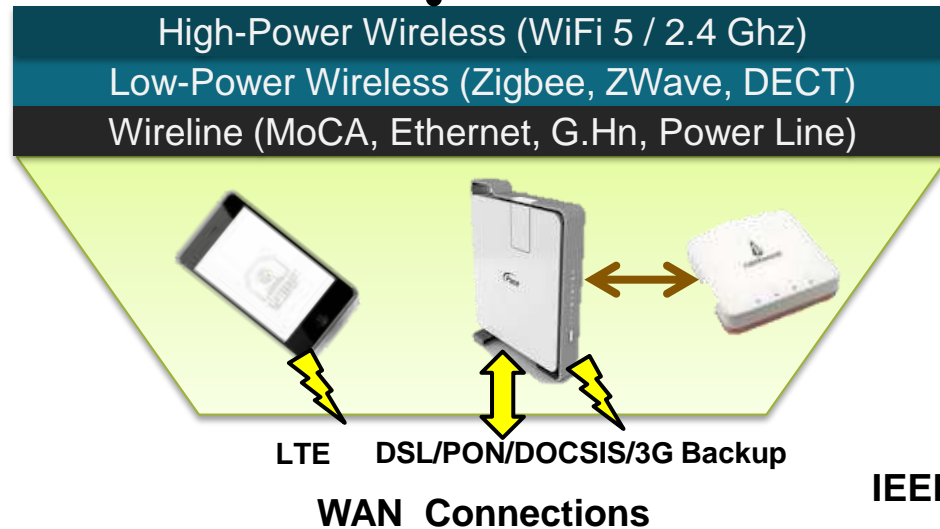 High-Power Wireless (WiFi 5 / 2.4 Ghz)
Low-Power Wireless (Zigbee, ZWave, DECT)
Wireline (MoCA, Ethernet, G.Hn, Power Line)
Pace
LTE DSL/PON/DOCSIS/3G Backup
WAN Connections